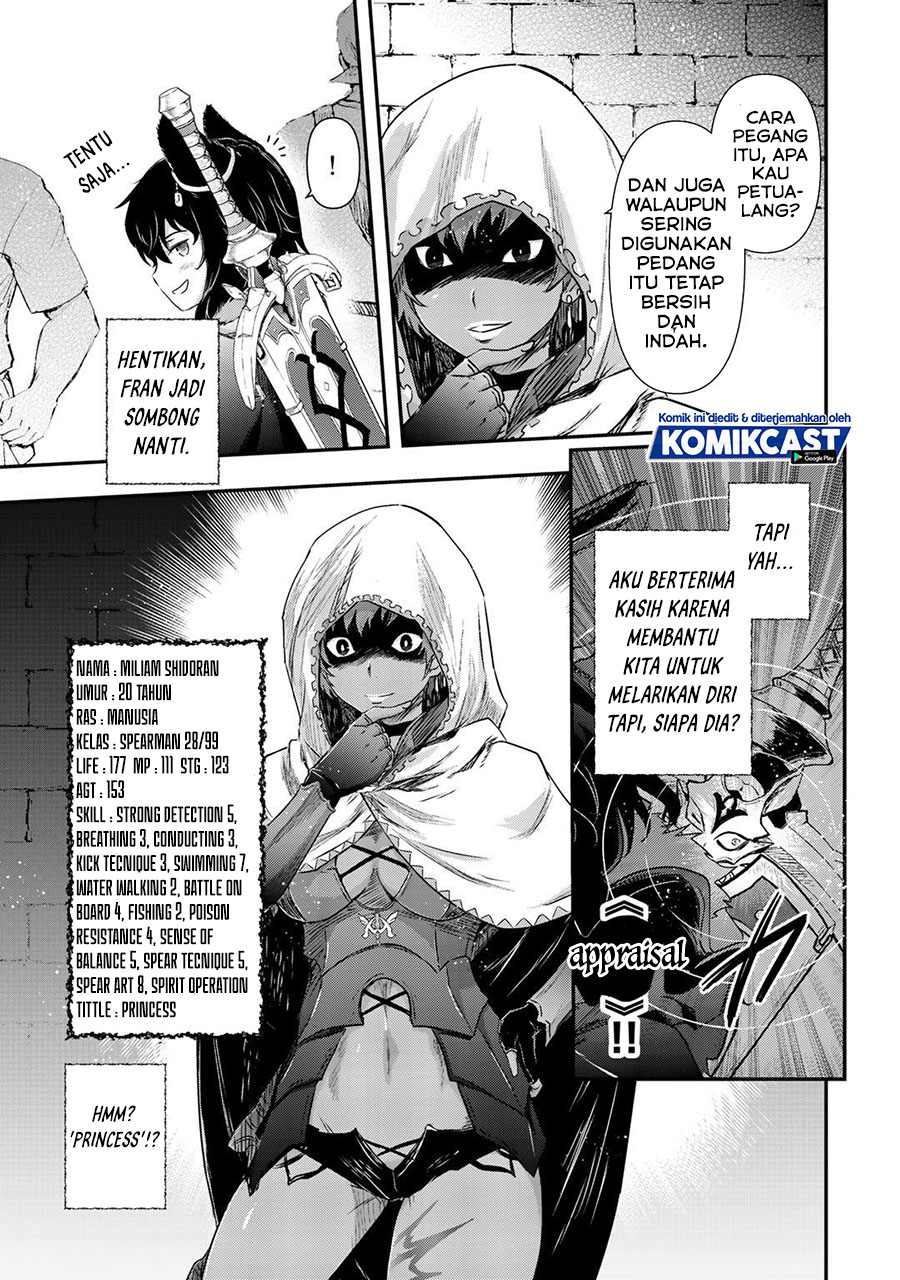 CARA
PEGANG
ITU, APA
KAU
PETUA-
LANG?
DAN JUGA
WALAUPUN
SERING
DIGUNAKAN
PEDANG
ITU TETAP
BERSIH
DAN
INDAH.
!
TENTU
SAJA...
HENTIKAN,
FRAN JADI
SOMBONG
NANTI.
Komik ini diedit & diterjemahkan oleh
KOMIKCAST
GET IT ON
Google Play
TAPI
YAH...
AKU BERTERIMA
KASIH KARENA
MEMBANTU
KITA UNTUK
MELARIKAN DIRI
TAPI, SIAPA DIA?
《appraisal》!!
NAMA : MILIAM SHIDORAN
UMUR : 20 TAHUN
RAS : MANUSIA
KELAS : SPEARMAN 28/99
LIFE : 177 MP : 111 STG : 123
AGT : 153
SKILL : STRONG DETECTION 5,
BREATHING 3, CONDUCTING 3,
KICK TECNIQUE 3, SWIMMING 7,
WATER WALKING 2, BATTLE ON
BOARD 4, FISHING 2, POISON
RESISTANCE 4, SENSE OF
BALANCE 5, SPEAR TECNIQUE 5,
SPEAR ART 8, SPIRIT OPERATION
TITTLE : PRINCESS
HMM?
'PRINCESS'!?